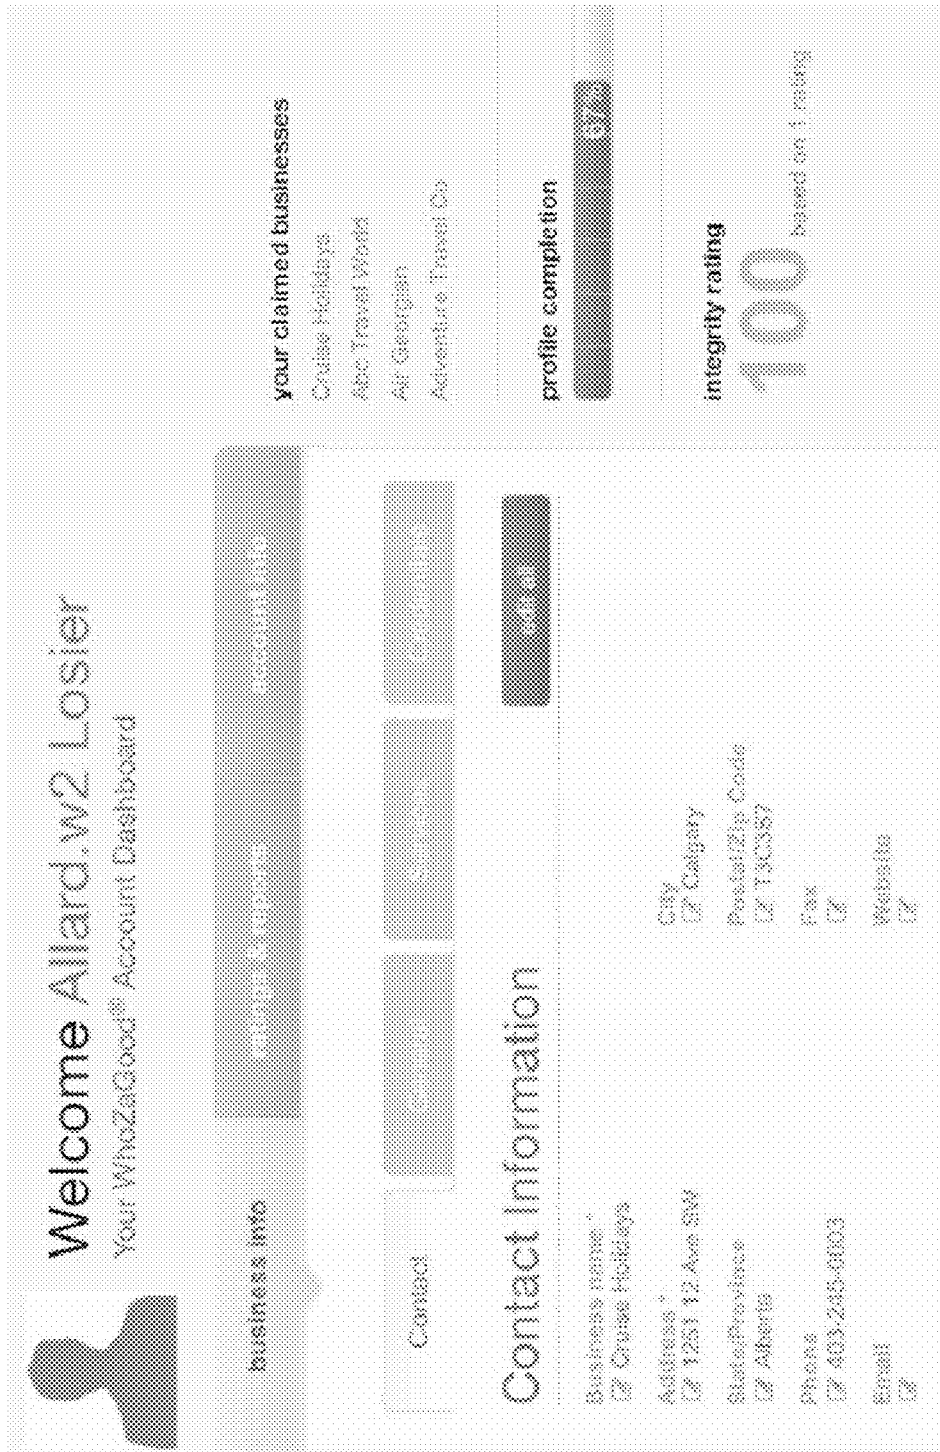 Welcome Allard.w2 Losier
Your WhoZaGood® Account Dashboard
business info
Contact
Contact Information
Business name*
Cruise Holidays
Address*
1251 12 Ave SW
City
Calgary
State/Province
Alberta
Postal/Zip Code
Phone
403-245-0003
Fax
Email
Website
your claimed businesses
Cruise Holidays
Abc Travel World
Air Georgian
Adventure Travel Co
profile completion
integrity rating
100 based on 1 rating